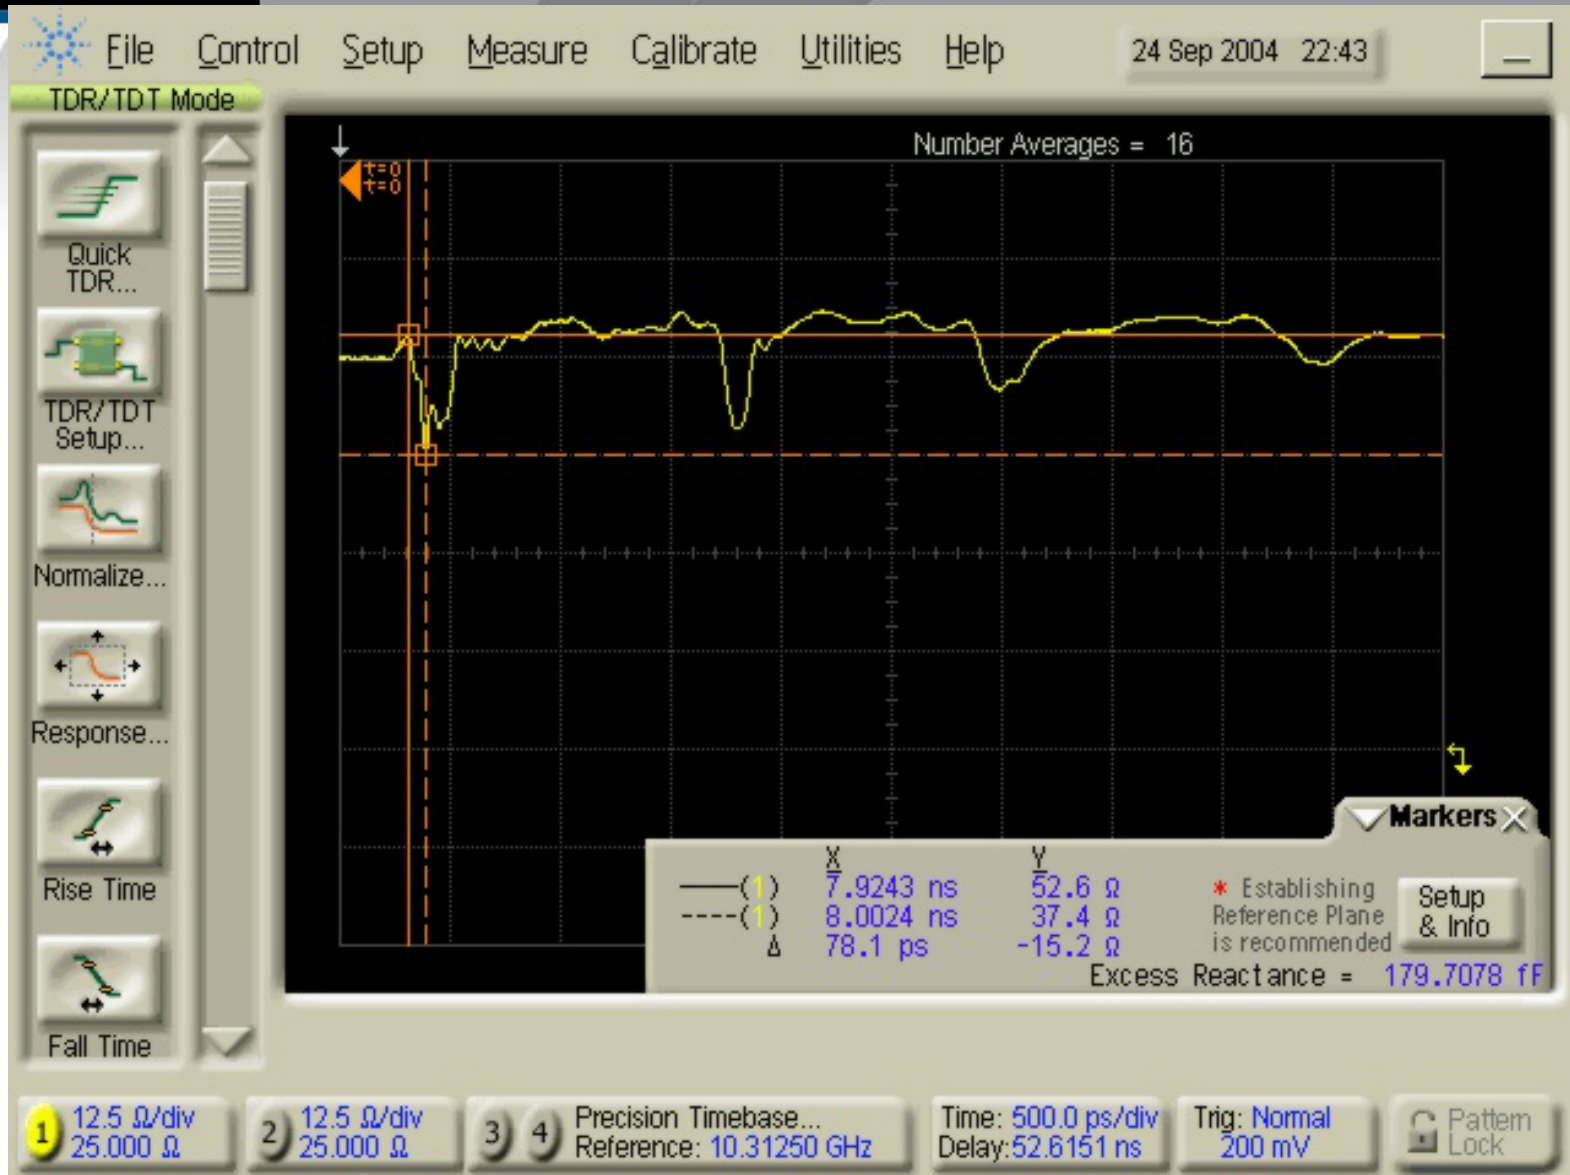 File Control Setup Measure Calibrate Utilities Help 24 Sep 2004 22:43
TDR/TDT Mode
Number Averages = 16
t=0
t=0
Quick
TDR...
TDR/TDT
Setup...
Normalize...
Response...
Rise Time
Fall Time
Markers
X Y
(1) 7.9243 ns 52.6 Ω
----(1) 8.0024 ns 37.4 Ω
Δ 78.1 ps -15.2 Ω
* Establishing
Reference Plane
is recommended
Setup
& Info
Excess Reactance = 179.7078 fF
1 12.5 Ω/div
25.000 Ω
2 12.5 Ω/div
25.000 Ω
3 4 Precision Timebase...
Reference: 10.31250 GHz
Time: 500.0 ps/div
Delay:52.6151 ns
Trig: Normal
200 mV
Pattern
Lock